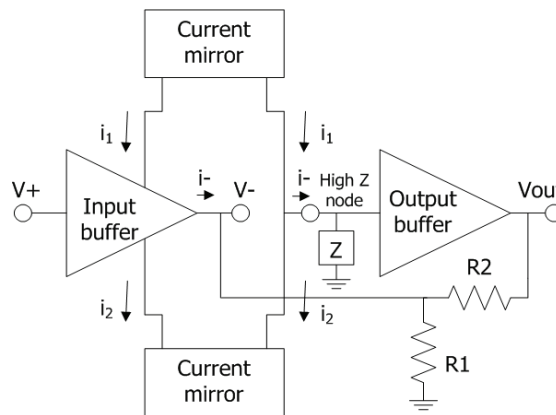 Current
mirror
i1
i1
V+
Input
buffer
i-
V-
i-
High Z
node
Output
buffer
Vout
Z
R2
i2
i2
R1
Current
mirror